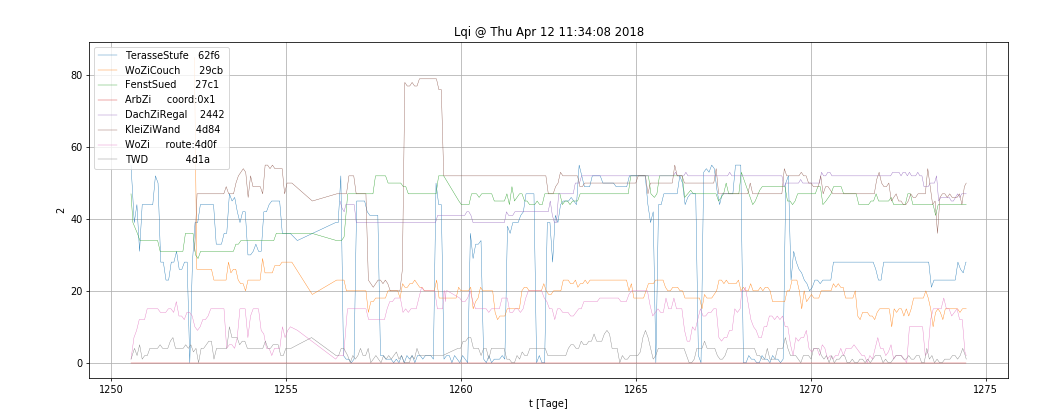 Lqi @ Thu Apr 12 11:34:08 2018
TerasseStufe 62f6
WoZiCouch 29cb
FenstSued 27c1
ArbZi coord:0x1
DachZiRegal 2442
KleiZiWand 4d84
WoZi route:4d0f
TWD 4d1a
80
60
40
20
0
2
1250 1255 1260 1265 1270 1275
t [Tage]